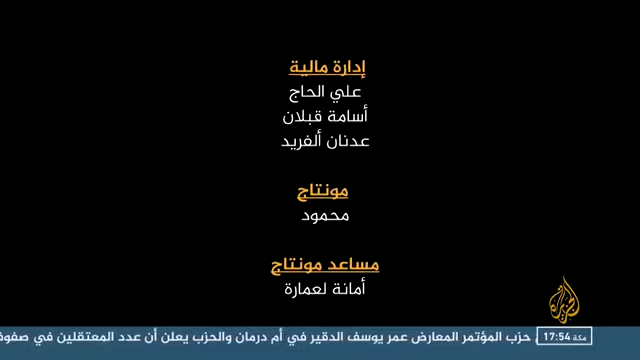 إدارة مالية
علي الحاج
أسامة قبلان
عدنان ألفريد
مونتاج
محمود
مساعد مونتاج
أمانة لعمارة
الجزيرة
مكة 17:54
حزب المؤتمر المعارض عمر يوسف الدقير في أم درمان والحزب يعلن أن عدد المعتقلين في صفوف